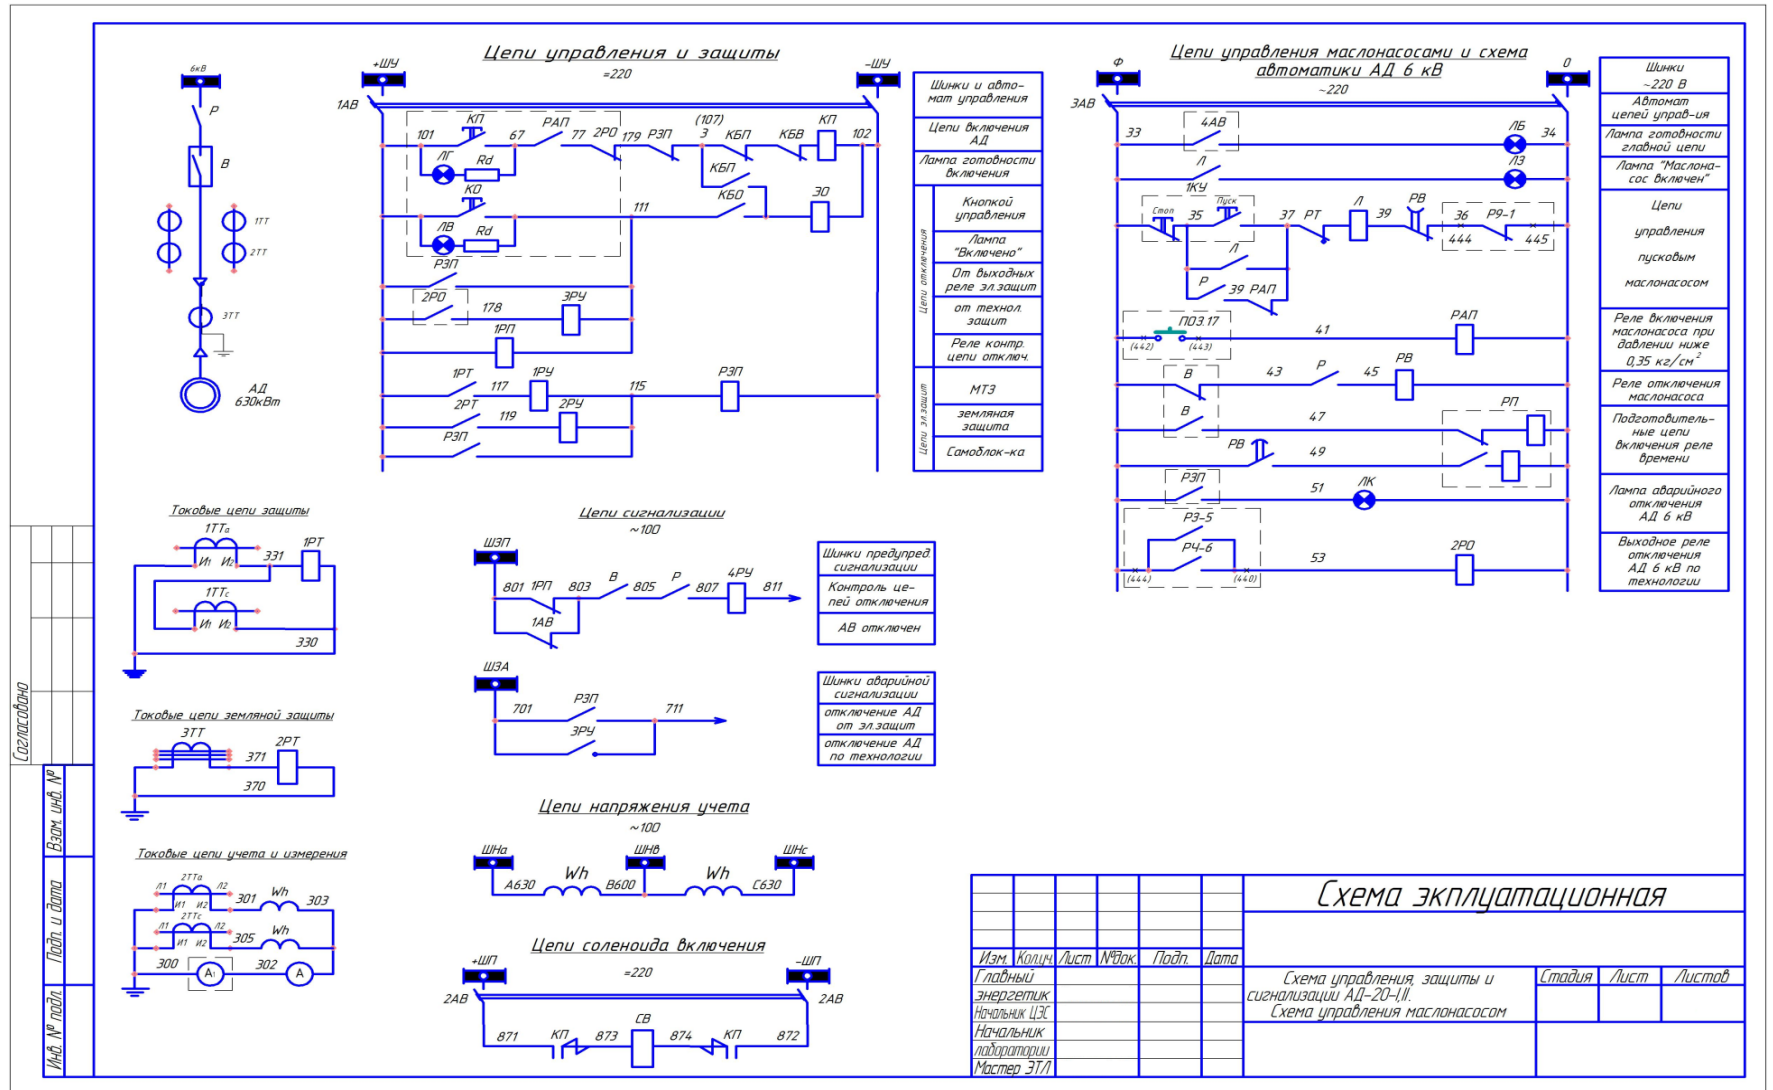 Цепи управления и защиты
=220
6кВ
Р
В
1ТТ
2ТТ
3ТТ
АД
630кВт
+ШУ
-ШУ
1АВ
101
КП
67
РАП
77
2РО
179
РЗП
(107)
3
КБП
КБВ
КП
102
ЛГ
Rd
КБП
КО
111
КБО
ЗО
ЛВ
Rd
РЗП
2РО
178
3РУ
1РП
1РТ
117
1РУ
115
РЗП
2РТ
119
2РУ
РЗП
Шинки и авто-
мат управления
Цепи включения
АД
Лампа готовности
включения
Цепи отключения
Кнопкой
управления
Лампа
"Включено"
От выходных
реле эл.защит
от технол.
защит
Реле контр.
цепи отключ.
Цепи эл.защит
МТЗ
земляная
защита
Самоблок-ка
Цепи управления маслонасосами и схема
автоматики АД 6 кВ
~220
Ф
О
3АВ
33
4АВ
ЛБ
34
Л
ЛЗ
1КУ
Стоп
35
Пуск
37
РТ
Л
39
РВ
36
Р9-1
444
445
Л
Р
39
РАП
ПОЗ.17
(442)
(443)
41
РАП
В
43
Р
45
РВ
В
47
РП
РВ
49
РЗП
51
ЛК
РЗ-5
РЧ-6
(444)
(440)
53
2РО
Шинки
~220 В
Автомат
цепей управ-ия
Лампа готовности
главной цепи
Лампа "Маслона-
сос включен"
Цепи
управления
пусковым
маслонасосом
Реле включения
маслонасоса при
давлении ниже
0,35 кг/см²
Реле отключения
маслонасоса
Подготовитель-
ные цепи
включения реле
времени
Лампа аварийного
отключения
АД 6 кВ
Выходное реле
отключения
АД 6 кВ по
технологии
Токовые цепи защиты
1ТТа
И1 И2
331
1РТ
1ТТс
И1 И2
330
Токовые цепи земляной защиты
3ТТ
371
2РТ
370
Токовые цепи учета и измерения
Л1
2ТТа
Л2
И1 И2
301
Wh
303
Л1
2ТТс
Л2
И1 И2
305
Wh
300
А1
302
А
Цепи сигнализации
~100
ШЗП
801
1РП
803
В
805
Р
807
4РУ
811
1АВ
Шинки предупред.
сигнализации
Контроль це-
пей отключения
АВ отключен
ШЗА
701
РЗП
711
3РУ
Шинки аварийной
сигнализации
отключение АД
от эл.защит
отключение АД
по технологии
Цепи напряжения учета
~100
ШНа
ШНв
ШНс
А630
Wh
В600
Wh
С630
Цепи соленоида включения
=220
+ШП
-ШП
2АВ
2АВ
871
КП
873
СВ
874
КП
872
Согласовано
Взам. инв. №
Подп. и дата
Инв. № подл.
Схема экплуатационная
Изм.
Кол.уч.
Лист
№док.
Подп.
Дата
Главный
энергетик
Начальник ЦЭС
Начальник
лаборатории
Мастер ЭТЛ
Схема управления, защиты и
сигнализации АД-20-I,II.
Схема управления маслонасосом
Стадия
Лист
Листов